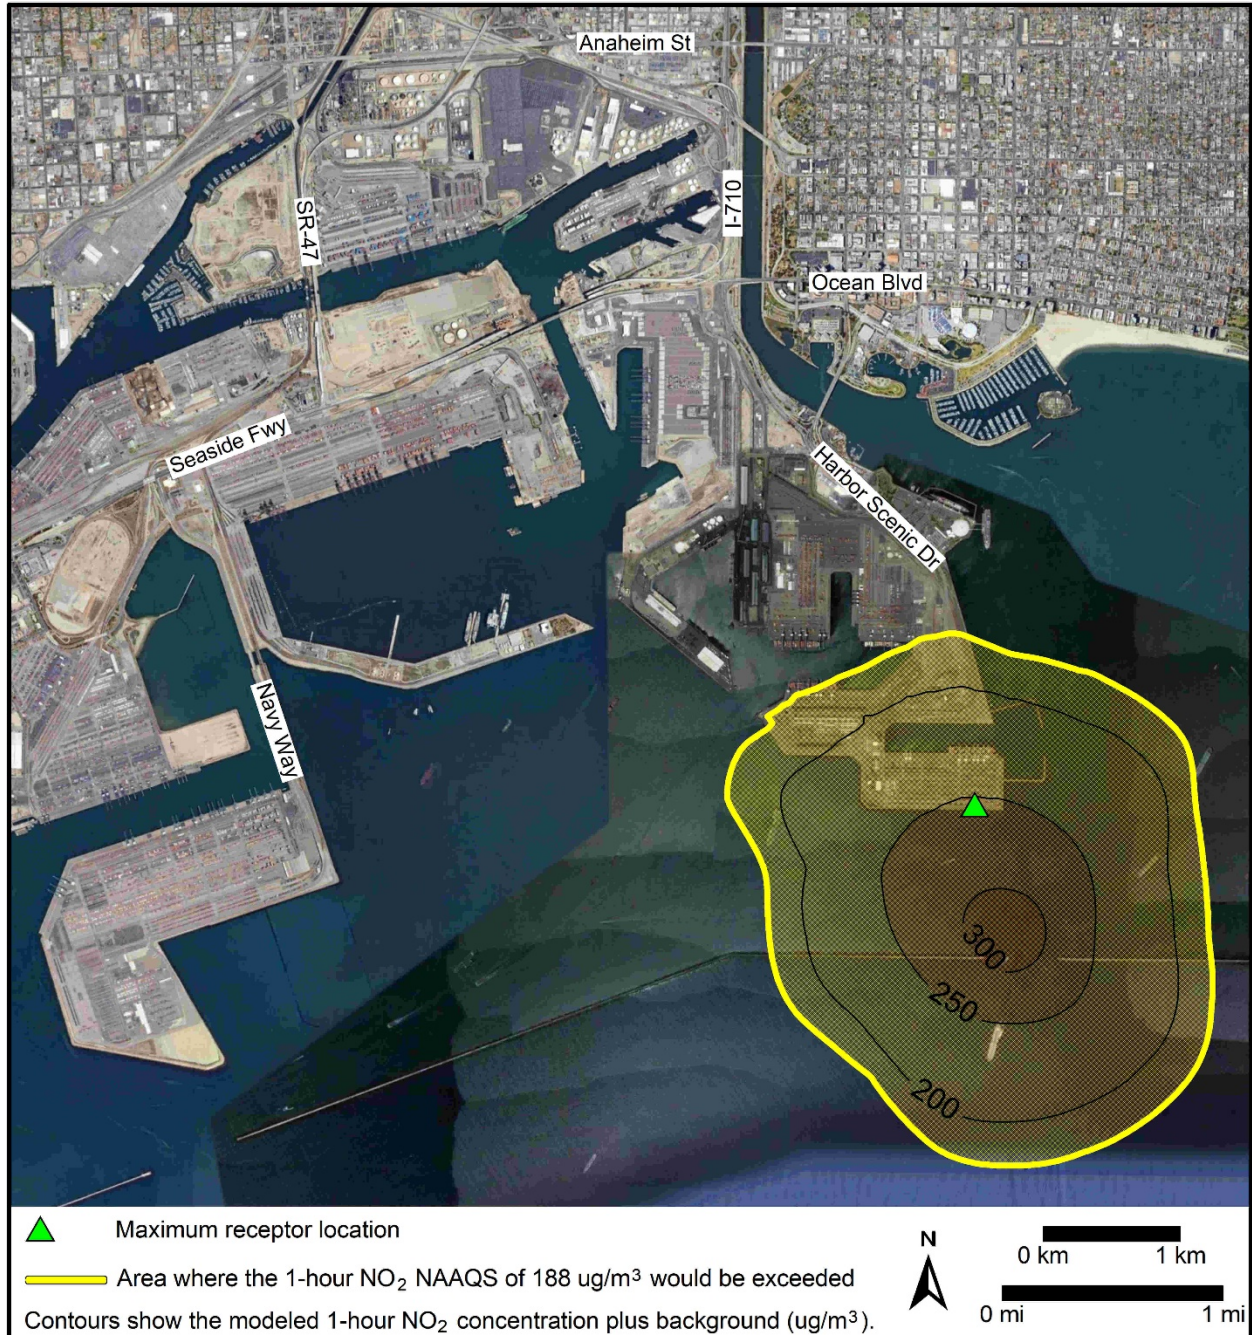 Anaheim St
SR-47
I-710
Ocean Blvd
Seaside Fwy
Harbor Scenic Dr
Navy Way
300
250
200
Maximum receptor location
Area where the 1-hour NO₂ NAAQS of 188 ug/m³ would be exceeded
Contours show the modeled 1-hour NO₂ concentration plus background (ug/m³).
N
0 km 1 km
0 mi 1 mi